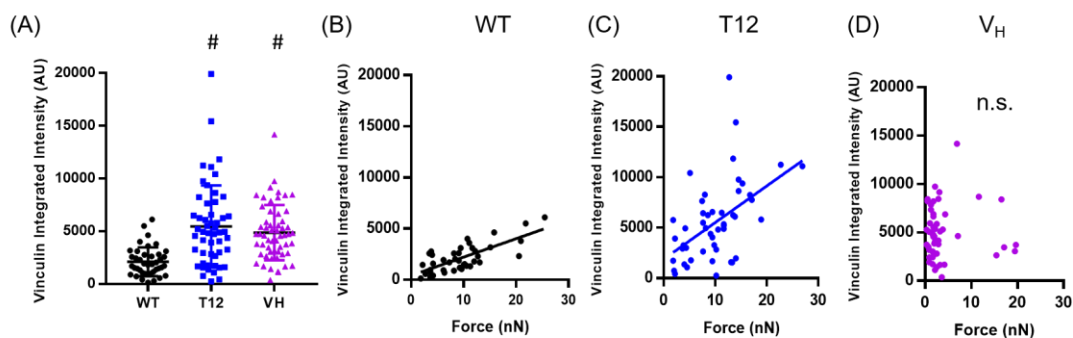 (A)
# #
Vinculin Integrated Intensity (AU)
20000
15000
10000
5000
0
WT T12 VH
(B) WT
Vinculin Integrated Intensity (AU)
20000
15000
10000
5000
0
0 10 20 30
Force (nN)
(C) T12
Vinculin Integrated Intensity (AU)
20000
15000
10000
5000
0
0 10 20 30
Force (nN)
(D) VH
n.s.
Vinculin Integrated Intensity (AU)
20000
15000
10000
5000
0
0 10 20 30
Force (nN)